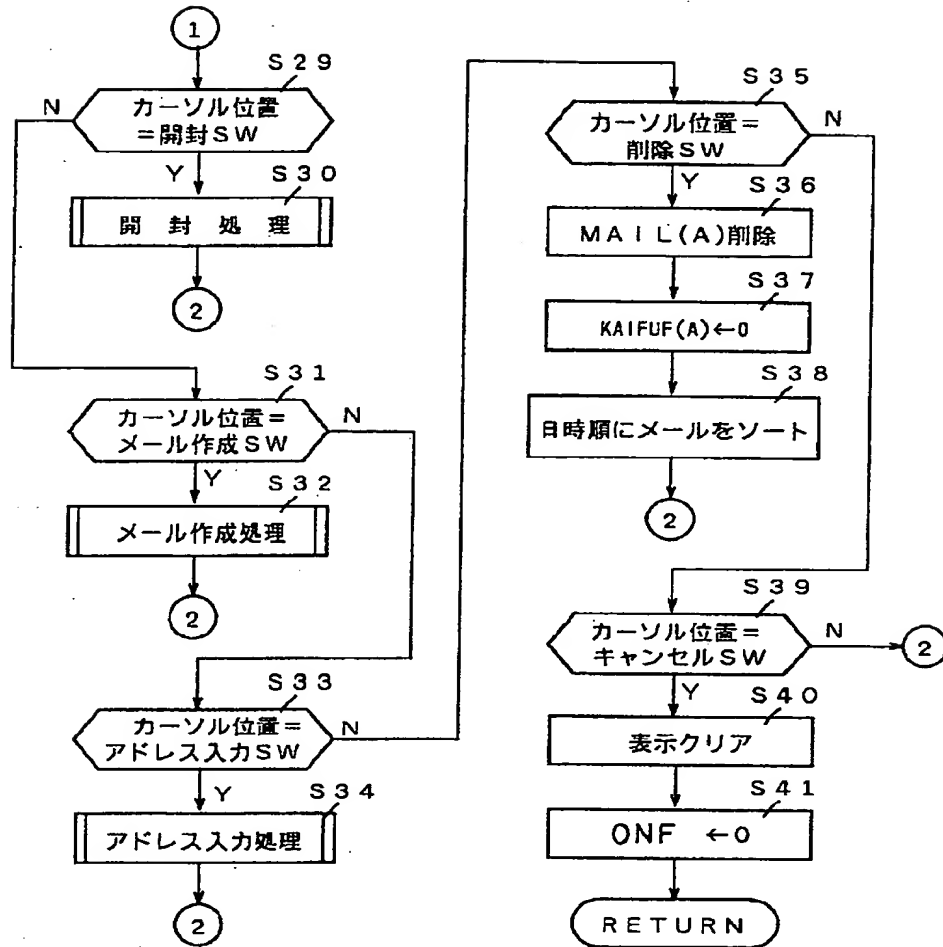 1
S29
カーソル位置
=開封SW
N
Y
S30
開封処理
2
S31
カーソル位置=
メール作成SW
N
Y
S32
メール作成処理
2
S33
カーソル位置=
アドレス入力SW
N
Y
S34
アドレス入力処理
2
S35
カーソル位置=
削除SW
N
Y
S36
MAIL(A)削除
S37
KAIFUF(A)←0
S38
日時順にメールをソート
2
S39
カーソル位置=
キャンセルSW
N
2
Y
S40
表示クリア
S41
ONF ←0
RETURN